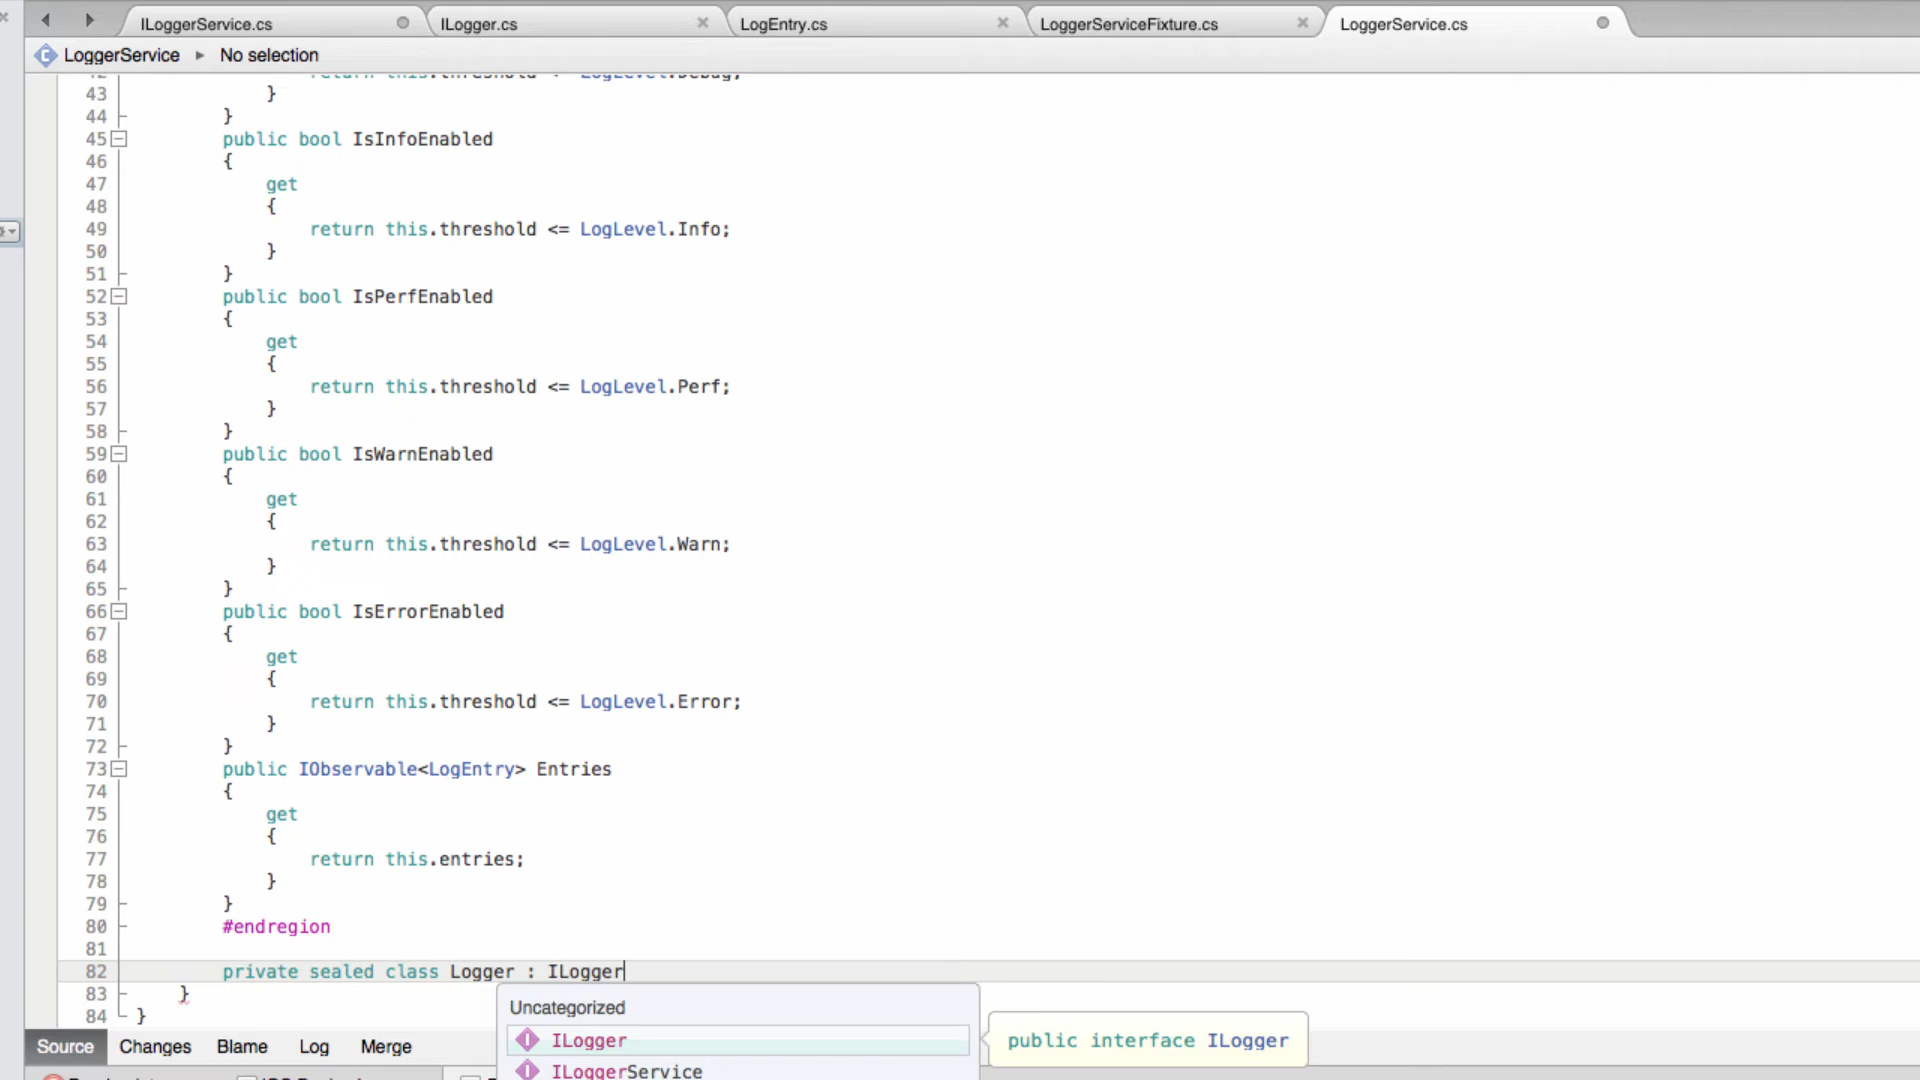 ILoggerService.cs ILogger.cs LogEntry.cs LoggerServiceFixture.cs LoggerService.cs
LoggerService No selection
42 return this.threshold <= LogLevel.Debug;
43 }
44 }
45 public bool IsInfoEnabled
46 {
47 get
48 {
49 return this.threshold <= LogLevel.Info;
50 }
51 }
52 public bool IsPerfEnabled
53 {
54 get
55 {
56 return this.threshold <= LogLevel.Perf;
57 }
58 }
59 public bool IsWarnEnabled
60 {
61 get
62 {
63 return this.threshold <= LogLevel.Warn;
64 }
65 }
66 public bool IsErrorEnabled
67 {
68 get
69 {
70 return this.threshold <= LogLevel.Error;
71 }
72 }
73 public IObservable<LogEntry> Entries
74 {
75 get
76 {
77 return this.entries;
78 }
79 }
80 #endregion
81
82 private sealed class Logger : ILogger
83 }
84 }
Uncategorized
ILogger
public interface ILogger
ILoggerService
Source Changes Blame Log Merge